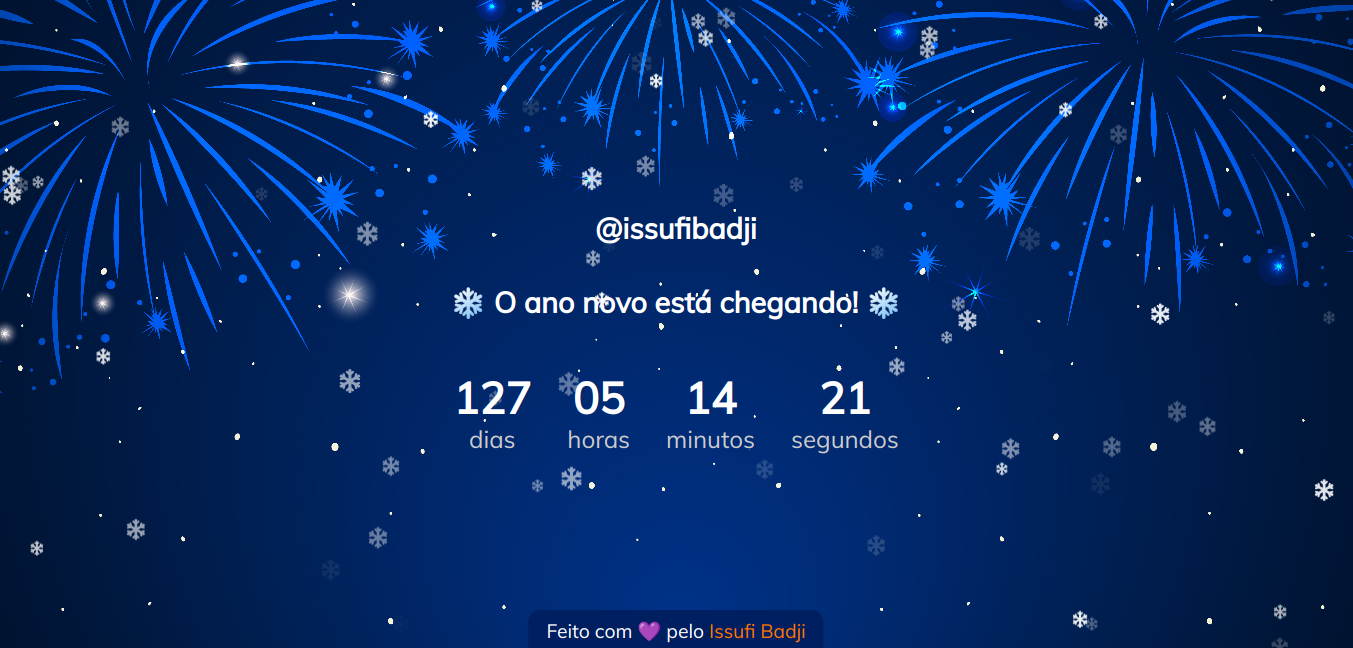 @issufibadji
❄ O ano novo está chegando! ❄
127 05 14 21
dias horas minutos segundos
Feito com 💜 pelo Issufi Badji